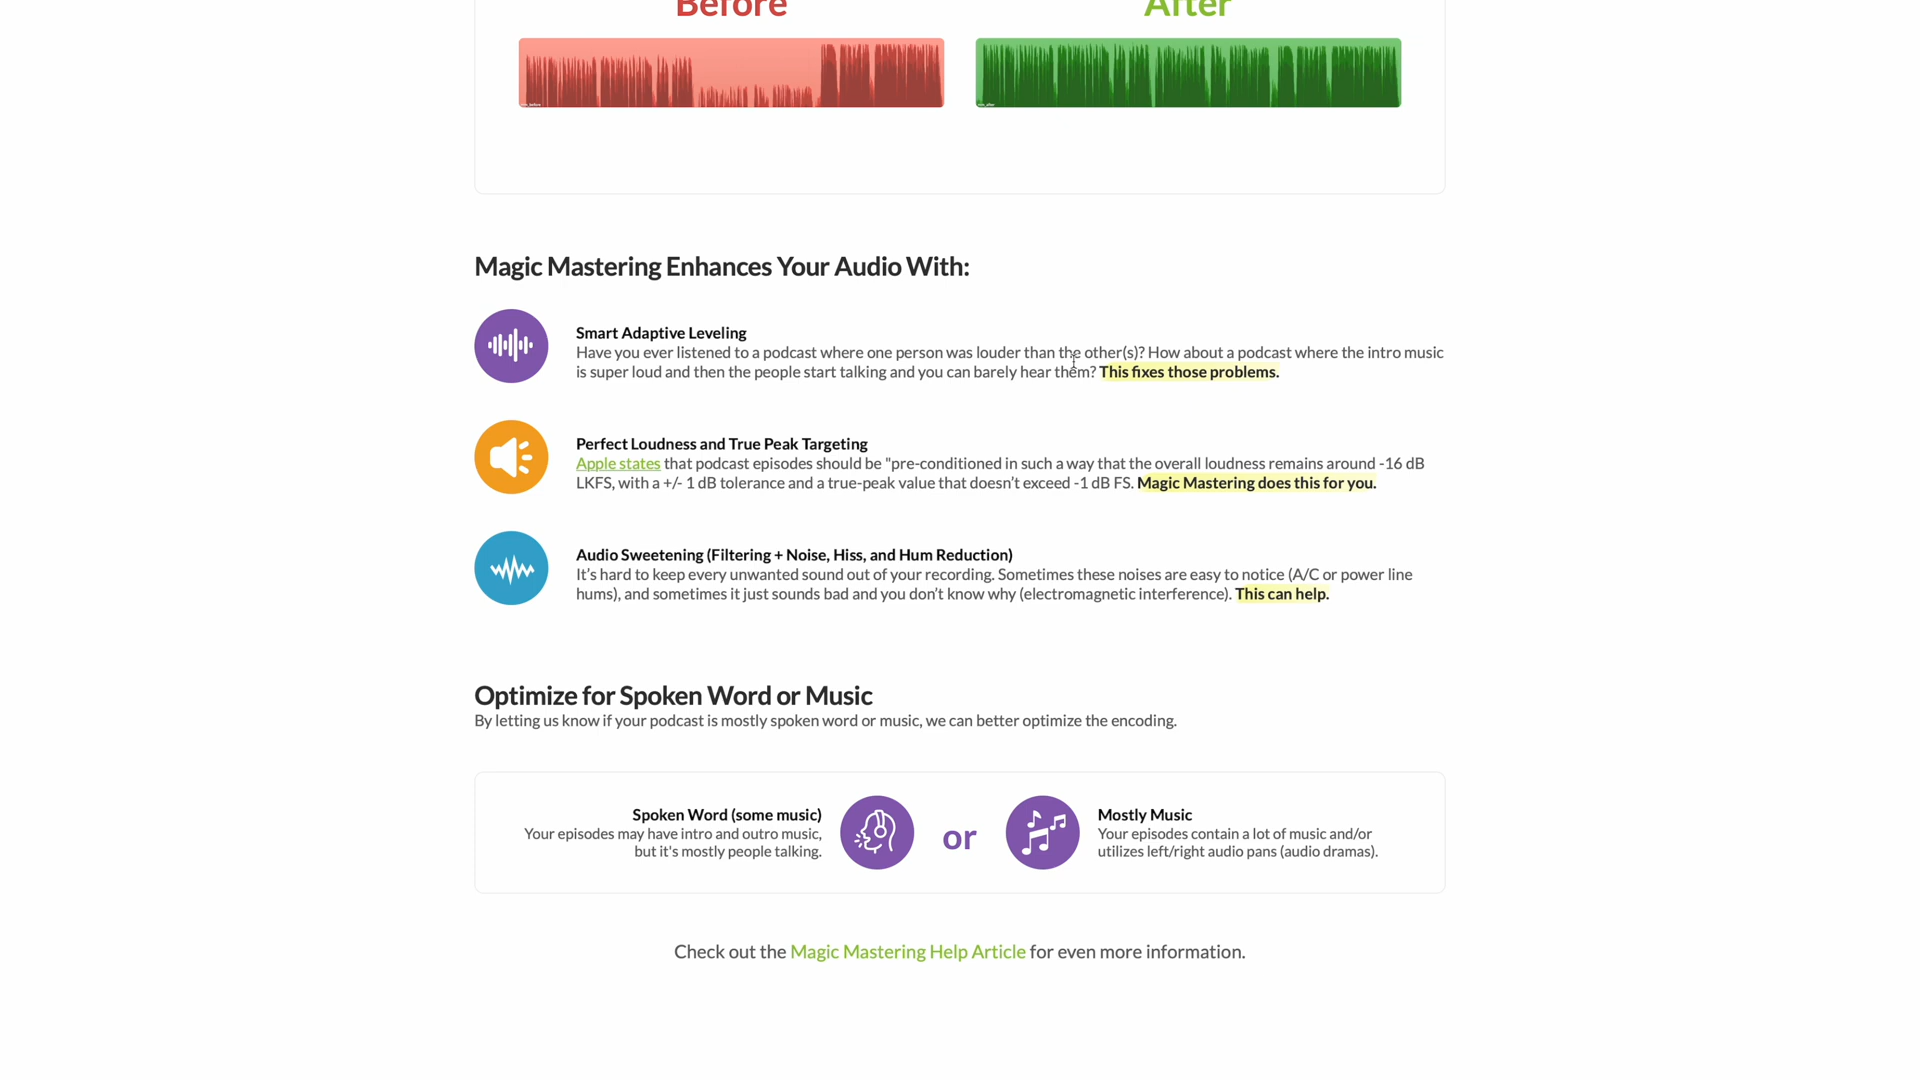 Before
After
Magic Mastering Enhances Your Audio With:
Smart Adaptive Leveling
Have you ever listened to a podcast where one person was louder than the other(s)? How about a podcast where the intro music
is super loud and then the people start talking and you can barely hear them? This fixes those problems.
Perfect Loudness and True Peak Targeting
Apple states that podcast episodes should be "pre-conditioned in such a way that the overall loudness remains around -16 dB
LKFS, with a +/- 1 dB tolerance and a true-peak value that doesn’t exceed -1 dB FS. Magic Mastering does this for you.
Audio Sweetening (Filtering + Noise, Hiss, and Hum Reduction)
It’s hard to keep every unwanted sound out of your recording. Sometimes these noises are easy to notice (A/C or power line
hums), and sometimes it just sounds bad and you don’t know why (electromagnetic interference). This can help.
Optimize for Spoken Word or Music
By letting us know if your podcast is mostly spoken word or music, we can better optimize the encoding.
Spoken Word (some music)
Your episodes may have intro and outro music,
but it's mostly people talking.
or
Mostly Music
Your episodes contain a lot of music and/or
utilizes left/right audio pans (audio dramas).
Check out the Magic Mastering Help Article for even more information.